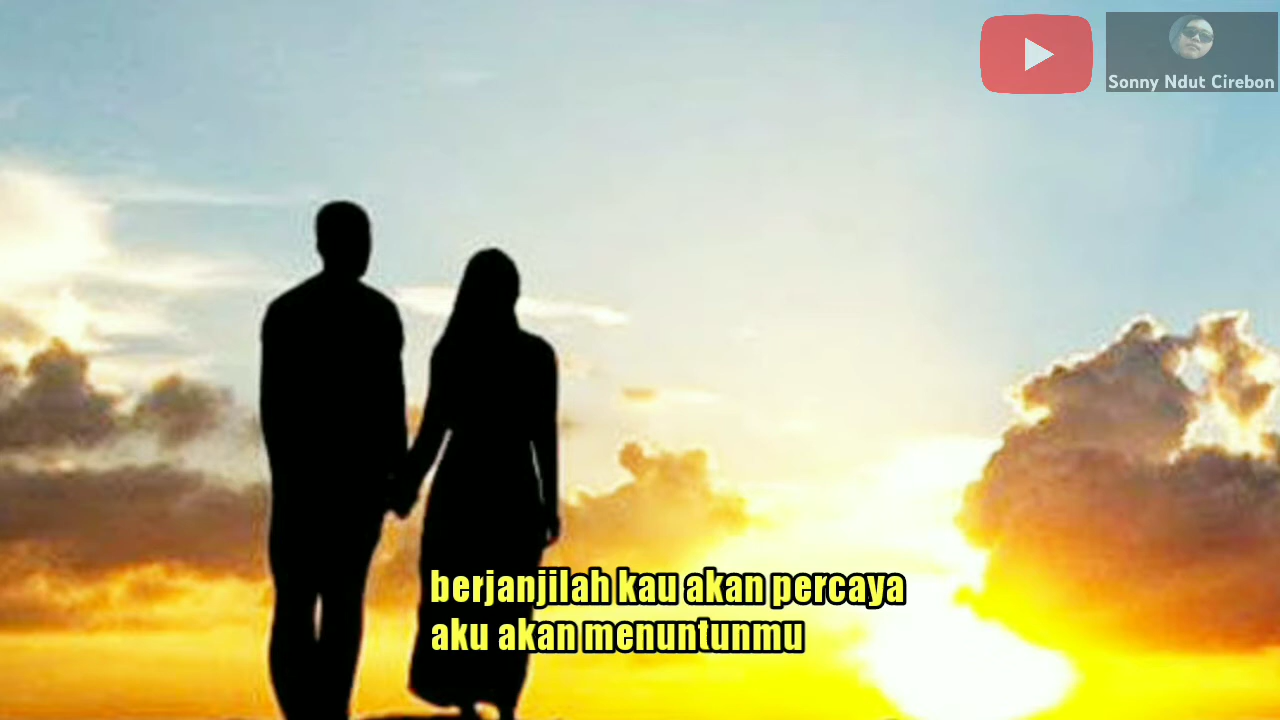 Sonny Ndut Cirebon
berjanjilah kau akan percaya
aku akan menuntunmu